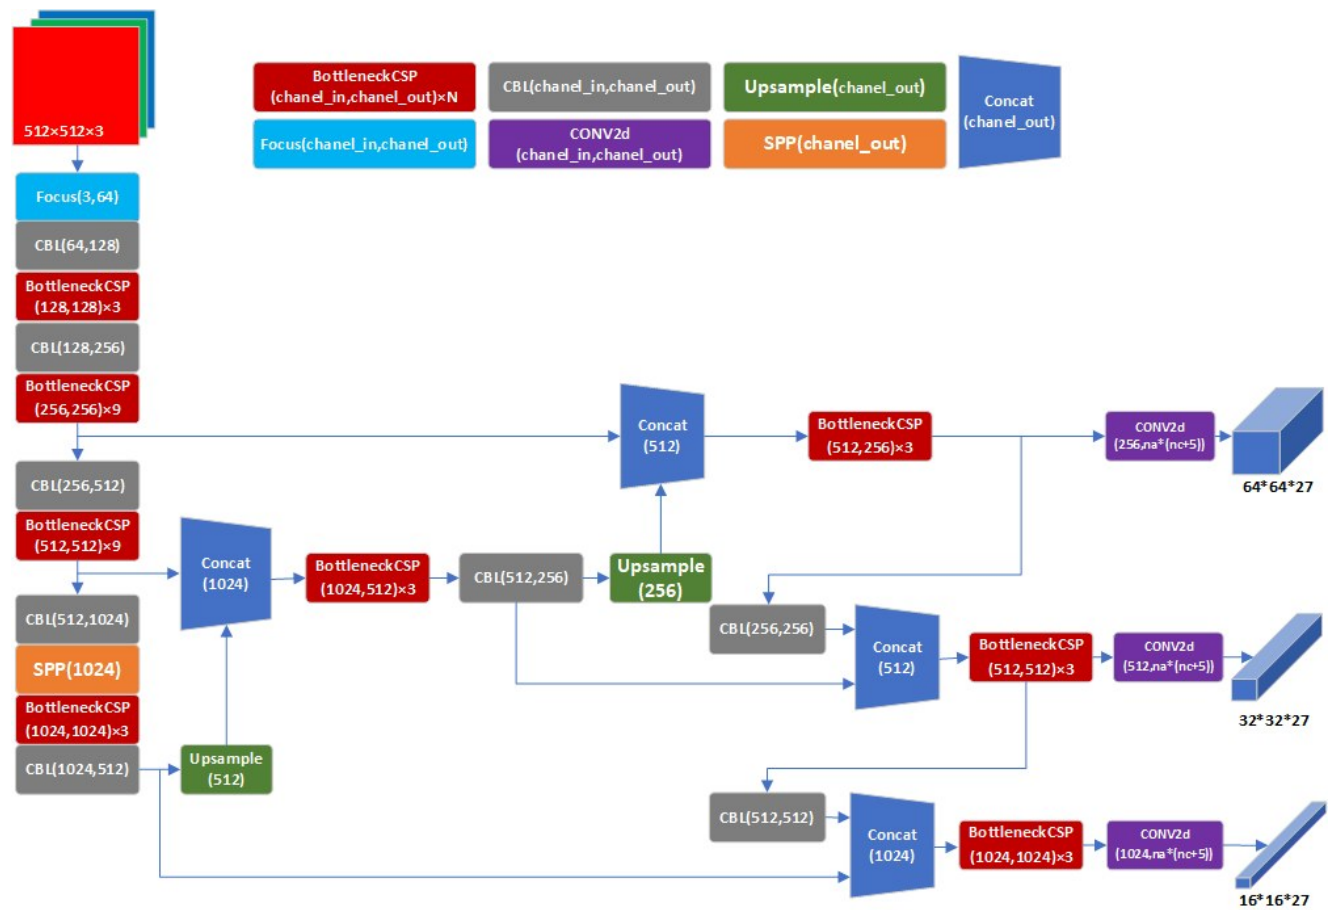 512×512×3
BottleneckCSP
(chanel_in,chanel_out)×N
CBL(chanel_in,chanel_out)
Upsample(chanel_out)
Concat
(chanel_out)
Focus(chanel_in,chanel_out)
CONV2d
(chanel_in,chanel_out)
SPP(chanel_out)
Focus(3,64)
CBL(64,128)
BottleneckCSP
(128,128)×3
CBL(128,256)
BottleneckCSP
(256,256)×9
CBL(256,512)
BottleneckCSP
(512,512)×9
CBL(512,1024)
SPP(1024)
BottleneckCSP
(1024,1024)×3
CBL(1024,512)
Upsample
(512)
Concat
(1024)
BottleneckCSP
(1024,512)×3
CBL(512,256)
Upsample
(256)
Concat
(512)
BottleneckCSP
(512,256)×3
CONV2d
(256,na*(nc+5))
64*64*27
CBL(256,256)
Concat
(512)
BottleneckCSP
(512,512)×3
CONV2d
(512,na*(nc+5))
32*32*27
CBL(512,512)
Concat
(1024)
BottleneckCSP
(1024,1024)×3
CONV2d
(1024,na*(nc+5))
16*16*27